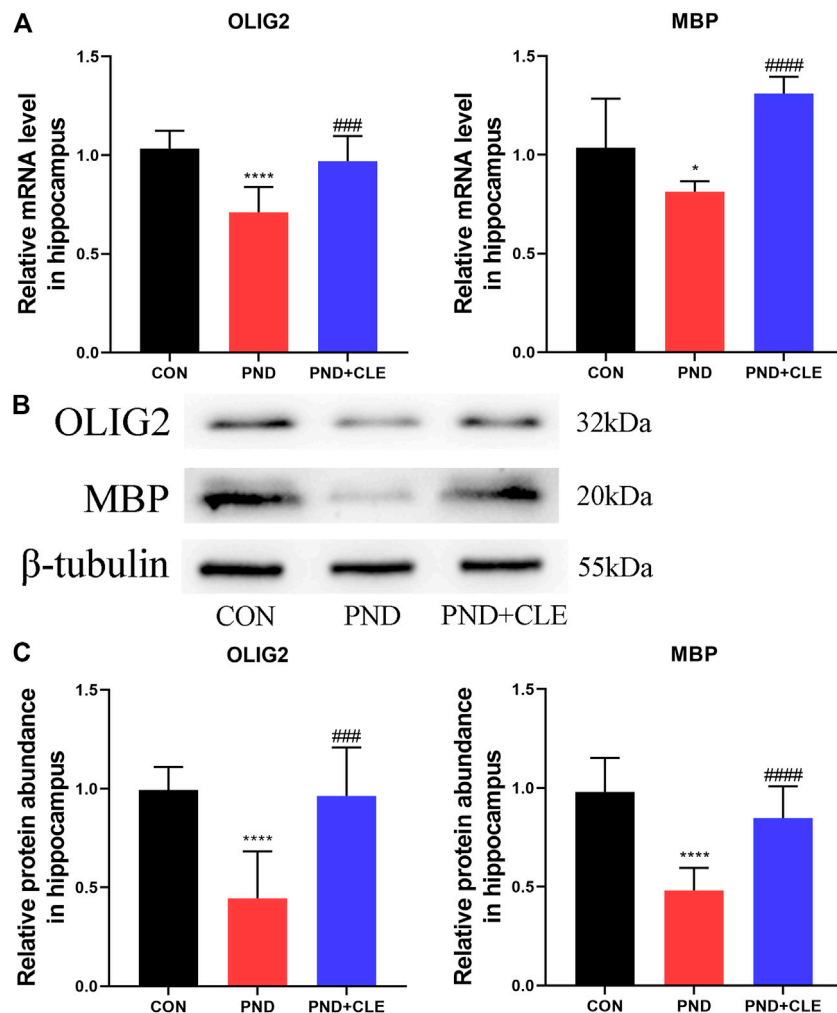 A
OLIG2
Relative mRNA level
in hippocampus
1.5
1.0
0.5
0.0
****
###
CON
PND
PND+CLE
MBP
Relative mRNA level
in hippocampus
1.5
1.0
0.5
0.0
*
####
CON
PND
PND+CLE
B
OLIG2
32kDa
MBP
20kDa
β-tubulin
55kDa
CON
PND
PND+CLE
C
OLIG2
Relative protein abundance
in hippocampus
1.5
1.0
0.5
0.0
****
###
CON
PND
PND+CLE
MBP
Relative protein abundance
in hippocampus
1.5
1.0
0.5
0.0
****
####
CON
PND
PND+CLE